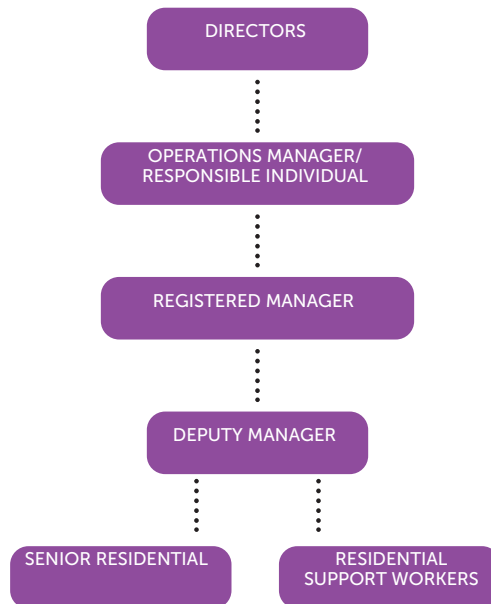 DIRECTORS
OPERATIONS MANAGER/
RESPONSIBLE INDIVIDUAL
REGISTERED MANAGER
DEPUTY MANAGER
SENIOR RESIDENTIAL
RESIDENTIAL
SUPPORT WORKERS